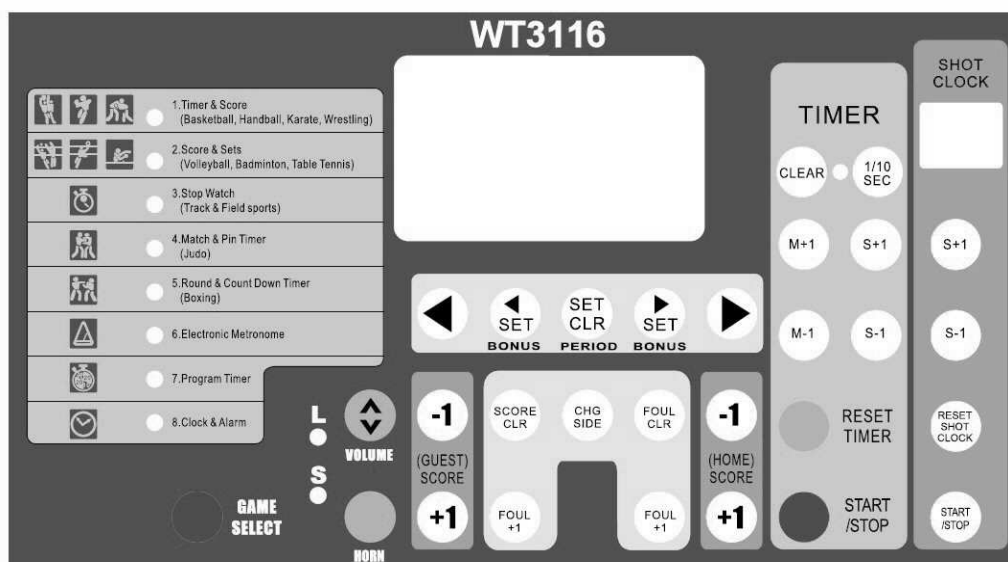 WT3116
1.Timer & Score
(Basketball, Handball, Karate, Wrestling)
2.Score & Sets
(Volleyball, Badminton, Table Tennis)
3.Stop Watch
(Track & Field sports)
4.Match & Pin Timer
(Judo)
5.Round & Count Down Timer
(Boxing)
6.Electronic Metronome
7.Program Timer
8.Clock & Alarm
GAME
SELECT
L
S
VOLUME
HORN
SET
BONUS
SET
CLR
PERIOD
SET
BONUS
-1
(GUEST)
SCORE
+1
SCORE
CLR
CHG
SIDE
FOUL
CLR
FOUL
+1
FOUL
+1
-1
(HOME)
SCORE
+1
TIMER
CLEAR
1/10
SEC
M+1
S+1
M-1
S-1
RESET
TIMER
START
/STOP
SHOT
CLOCK
S+1
S-1
RESET
SHOT
CLOCK
START
/STOP